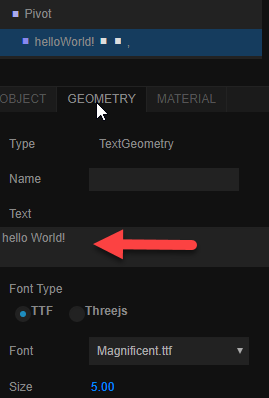 Pivot
helloWorld! ,
OBJECT GEOMETRY MATERIAL
Type TextGeometry
Name
Text
hello World!
Font Type
TTF Threejs
Font Magnificent.ttf
Size 5.00